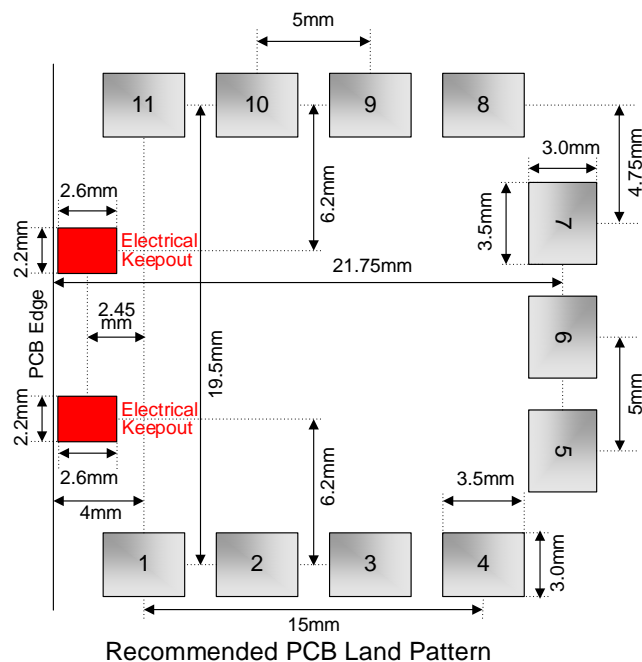 5mm
11
10
9
8
3.0mm
4.75mm
2.6mm
6.2mm
3.5mm
7
2.2mm
Electrical
Keepout
21.75mm
2.45
mm
PCB Edge
19.5mm
6
5mm
2.2mm
Electrical
Keepout
5
2.6mm
6.2mm
4mm
3.5mm
1
2
3
4
3.0mm
15mm
Recommended PCB Land Pattern